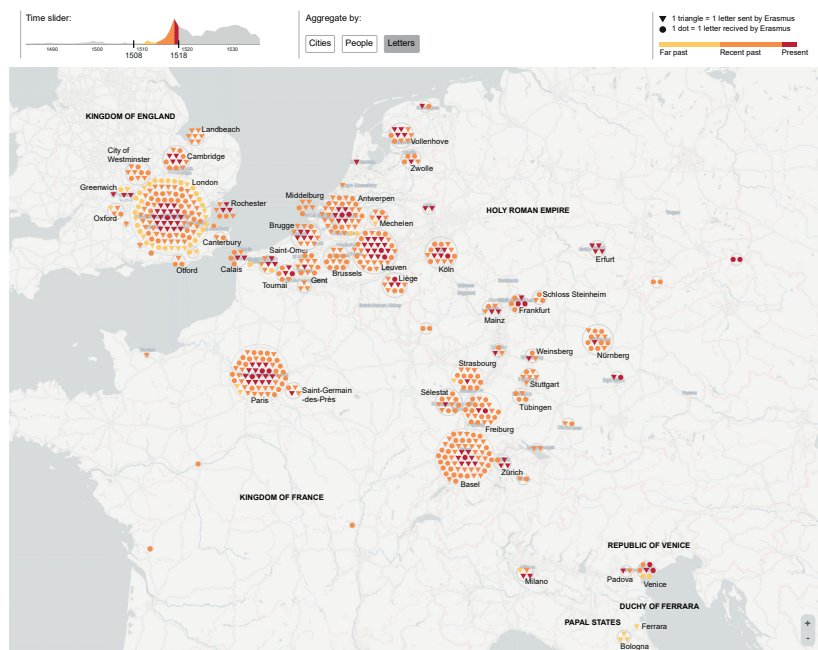 Time slider:
1490
1500
1510
1520
1530
1508
1518
Aggregate by:
Cities
People
Letters
1 triangle = 1 letter sent by Erasmus
1 dot = 1 letter recived by Erasmus
Far past
Recent past
Present
KINGDOM OF ENGLAND
Landbeach
City of
Westminster
Cambridge
Vollenhove
Zwolle
Greenwich
London
Oxford
Rochester
Canterbury
Otford
Calais
Middelburg
Antwerpen
Brugge
Mechelen
Saint-Omer
Tournai
Gent
Brussels
Leuven
Liège
Köln
HOLY ROMAN EMPIRE
Erfurt
Schloss Steinheim
Frankfurt
Mainz
Nürnberg
Weinsberg
Strasbourg
Stuttgart
Sélestat
Tübingen
Freiburg
Paris
Saint-Germain
-des-Près
Basel
Zürich
KINGDOM OF FRANCE
REPUBLIC OF VENICE
Milano
Padova
Venice
DUCHY OF FERRARA
PAPAL STATES
Ferrara
Bologna
+
-